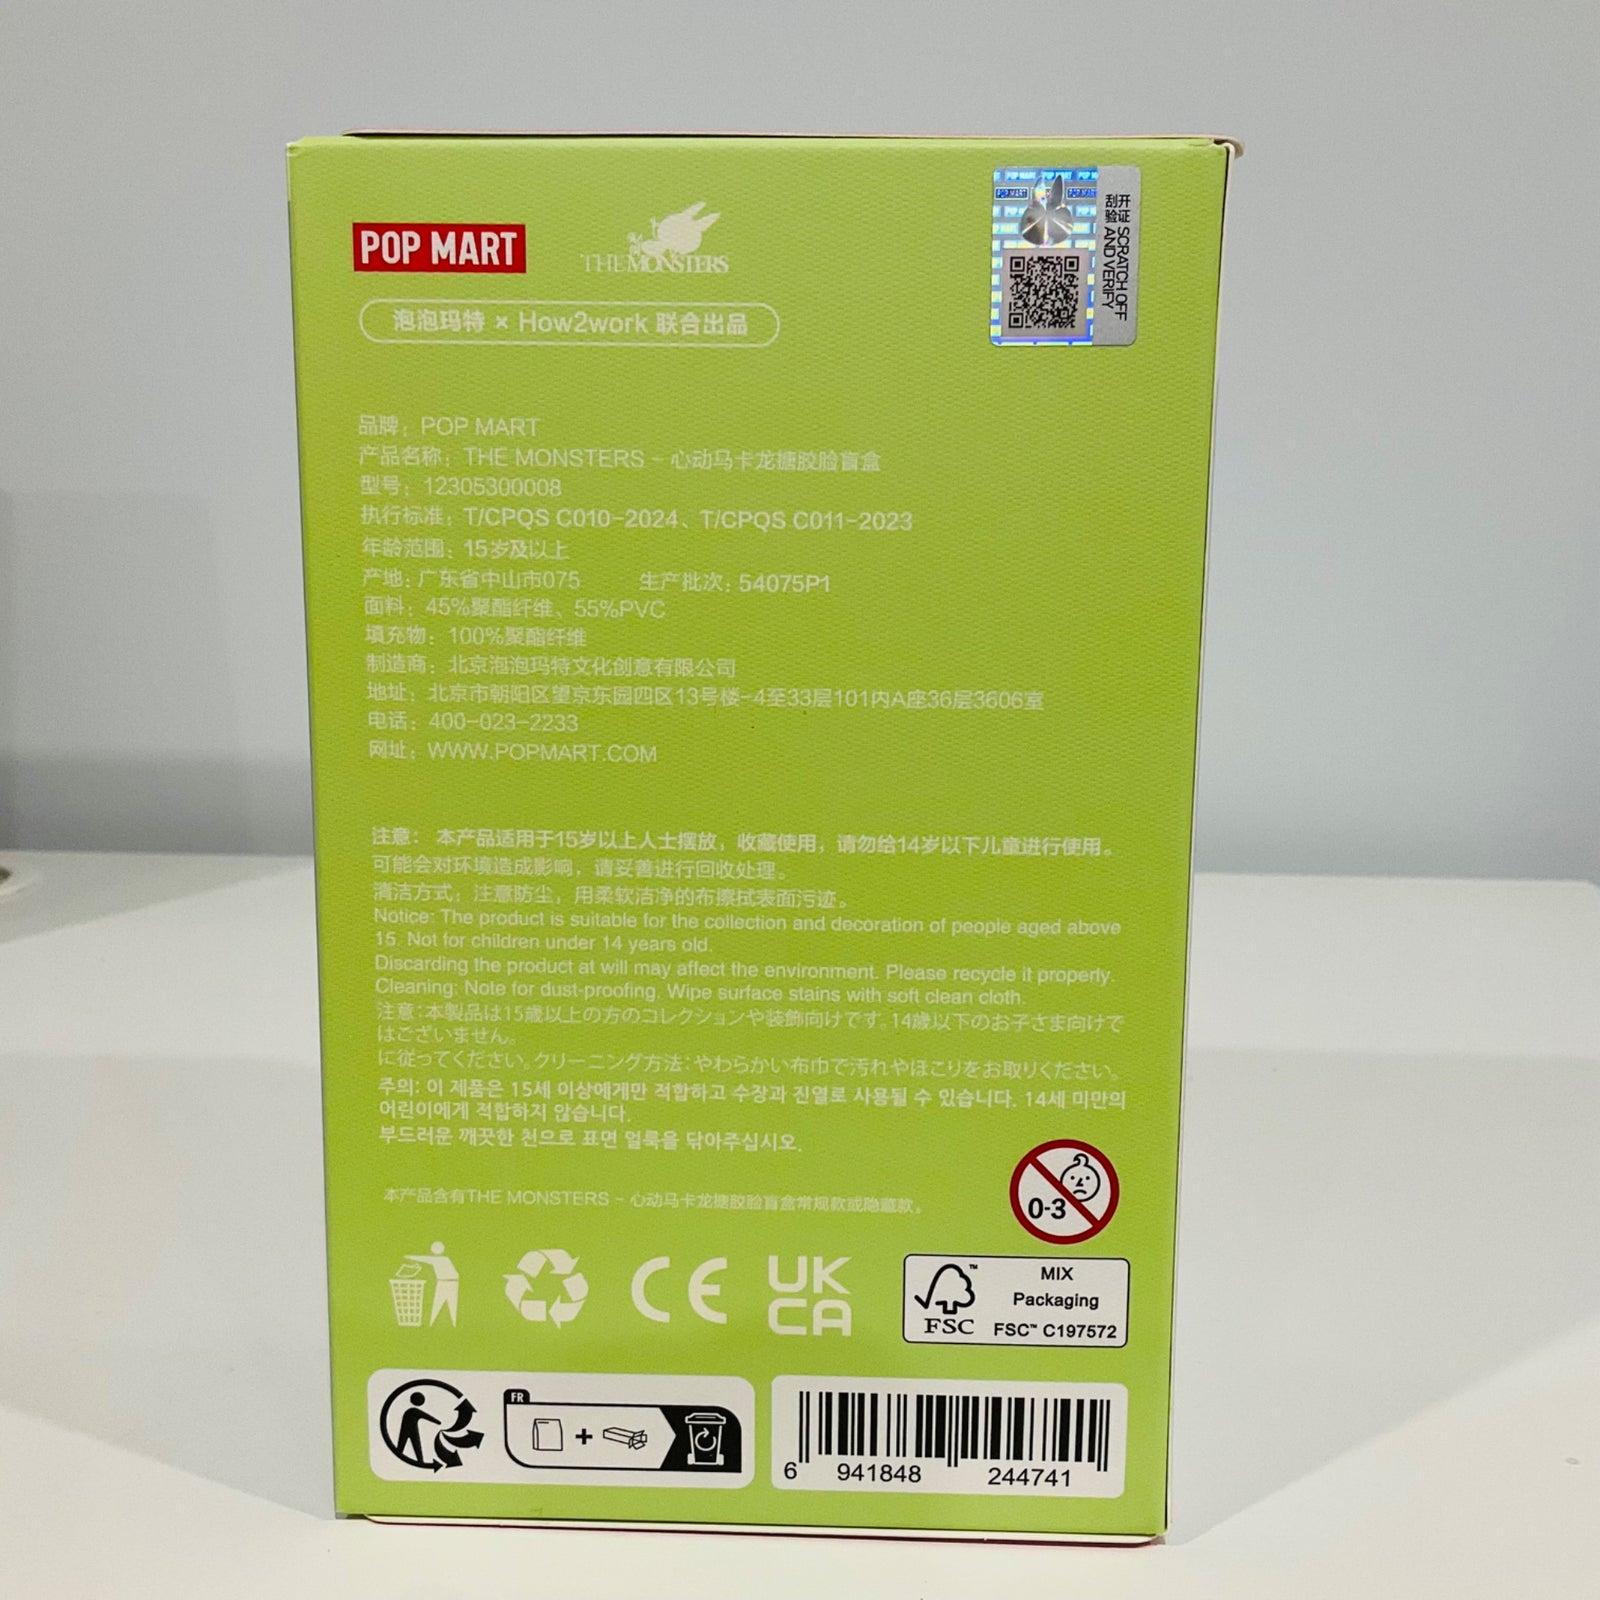 POP MART
THE MONSTERS
泡泡玛特 × How2work 联合出品
刮开验证 SCRATCH OFF AND VERIFY
品牌：POP MART
产品名称：THE MONSTERS - 心动马卡龙搪胶脸盲盒
型号：12305300008
执行标准：T/CPQS C010-2024、T/CPQS C011-2023
年龄范围：15岁及以上
产地：广东省中山市075 生产批次：54075P1
面料：45%聚酯纤维、55%PVC
填充物：100%聚酯纤维
制造商：北京泡泡玛特文化创意有限公司
地址：北京市朝阳区望京东园四区13号楼-4至33层101内A座36层3606室
电话：400-023-2233
网址：WWW.POPMART.COM
注意： 本产品适用于15岁以上人士摆放，收藏使用，请勿给14岁以下儿童进行使用。
可能会对环境造成影响，请妥善进行回收处理。
清洁方式：注意防尘，用柔软洁净的布擦拭表面污迹。
Notice: The product is suitable for the collection and decoration of people aged above
15. Not for children under 14 years old.
Discarding the product at will may affect the environment. Please recycle it properly.
Cleaning: Note for dust-proofing. Wipe surface stains with soft clean cloth.
注意：本製品は15歳以上の方のコレクションや装飾向けです。14歳以下のお子さま向けで
はございません。
に従ってください。クリーニング方法：やわらかい布巾で汚れやほこりをお取りください。
주의: 이 제품은 15세 이상에게만 적합하고 수장과 진열로 사용될 수 있습니다. 14세 미만의
어린이에게 적합하지 않습니다.
부드러운 깨끗한 천으로 표면 얼룩을 닦아주십시오.
本产品含有THE MONSTERS - 心动马卡龙搪胶脸盲盒常规款或隐藏款。
0-3
CE
UK
CA
FSC™
MIX
Packaging
FSC™ C197572
FR
6 941848 244741